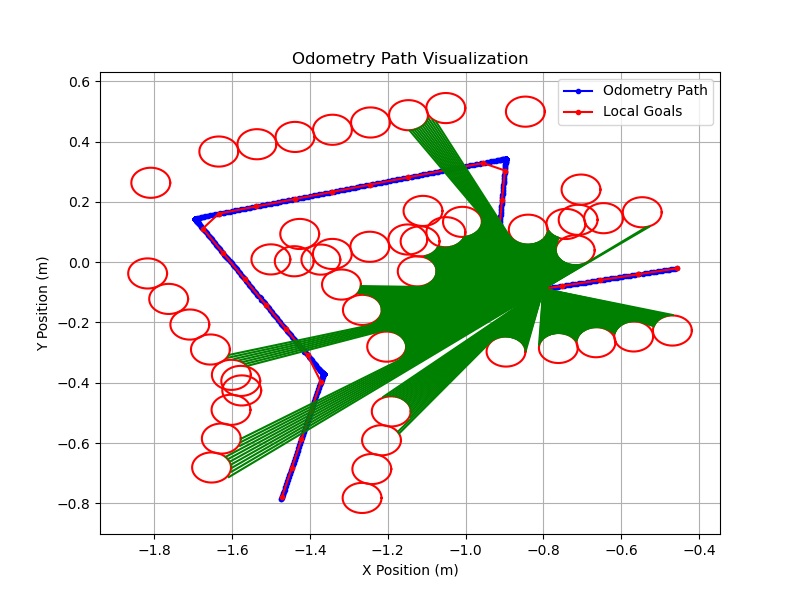 Odometry Path Visualization
Odometry Path
Local Goals
Y Position (m)
0.6
0.4
0.2
0.0
−0.2
−0.4
−0.6
−0.8
−1.8 −1.6 −1.4 −1.2 −1.0 −0.8 −0.6 −0.4
X Position (m)